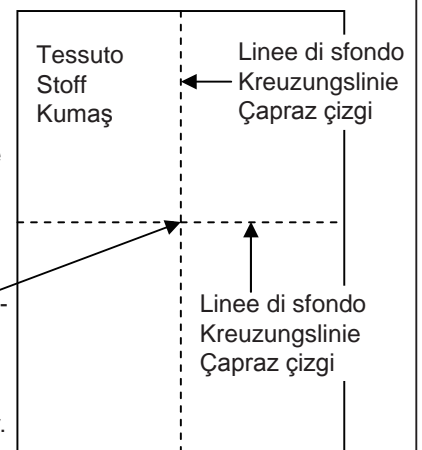 Tessuto
Stoff
Kumaş
Linee di sfondo
Kreuzungslinie
Çapraz çizgi
Linee di sfondo
Kreuzungslinie
Çapraz çizgi